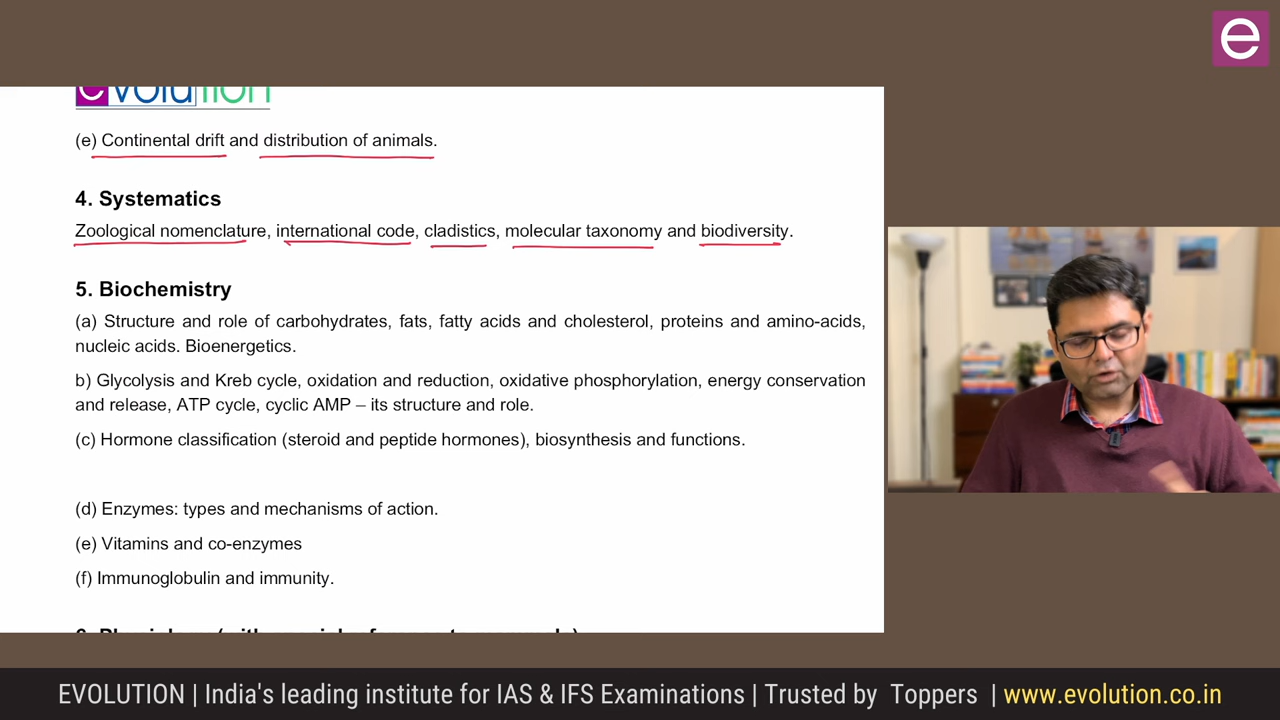 e
evolution
(e) Continental drift and distribution of animals.
4. Systematics
Zoological nomenclature, international code, cladistics, molecular taxonomy and biodiversity.
5. Biochemistry
(a) Structure and role of carbohydrates, fats, fatty acids and cholesterol, proteins and amino-acids,
nucleic acids. Bioenergetics.
b) Glycolysis and Kreb cycle, oxidation and reduction, oxidative phosphorylation, energy conservation
and release, ATP cycle, cyclic AMP – its structure and role.
(c) Hormone classification (steroid and peptide hormones), biosynthesis and functions.
(d) Enzymes: types and mechanisms of action.
(e) Vitamins and co-enzymes
(f) Immunoglobulin and immunity.
EVOLUTION | India's leading institute for IAS & IFS Examinations | Trusted by Toppers | www.evolution.co.in